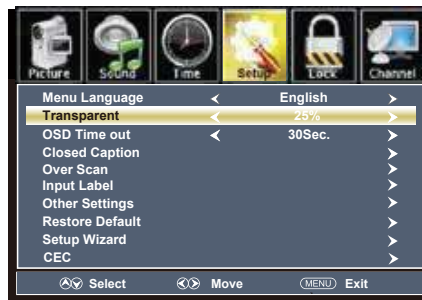 Picture Sound Time Setup Lock Channel
Menu Language English
Transparent 25%
OSD Time out 30Sec.
Closed Caption
Over Scan
Input Label
Other Settings
Restore Default
Setup Wizard
CEC
Select Move MENU Exit